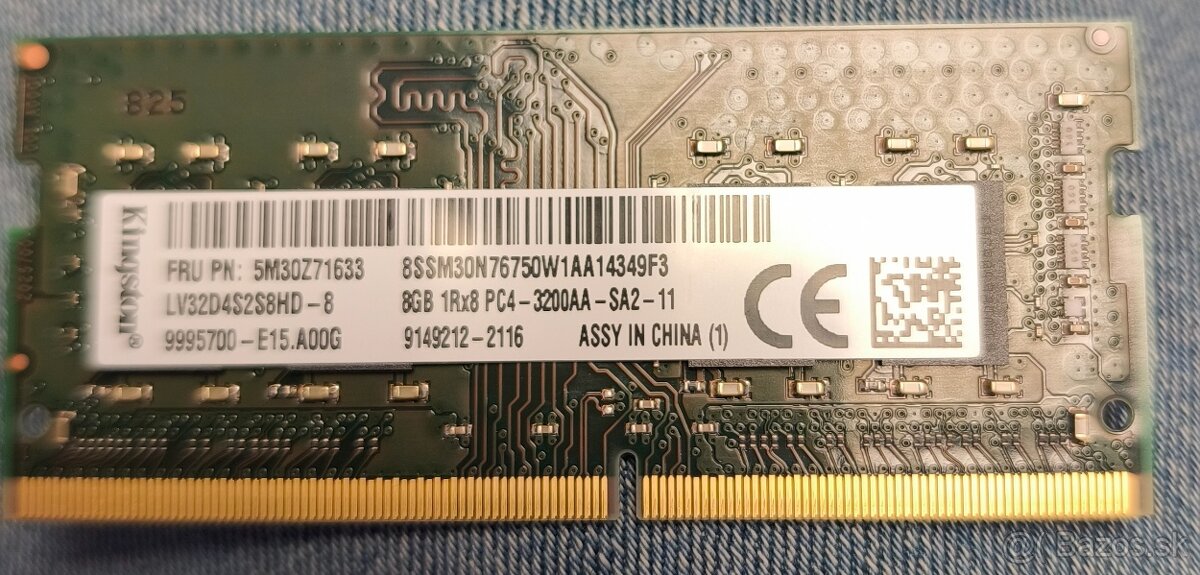 825
Kingston®
FRU PN: 5M30Z71633
8SSM30N76750W1AA14349F3
LV32D4S2S8HD-8
8GB 1Rx8 PC4-3200AA-SA2-11
9995700-E15.A00G
9149212-2116
ASSY IN CHINA (1)
CE
@ Bazos.sk